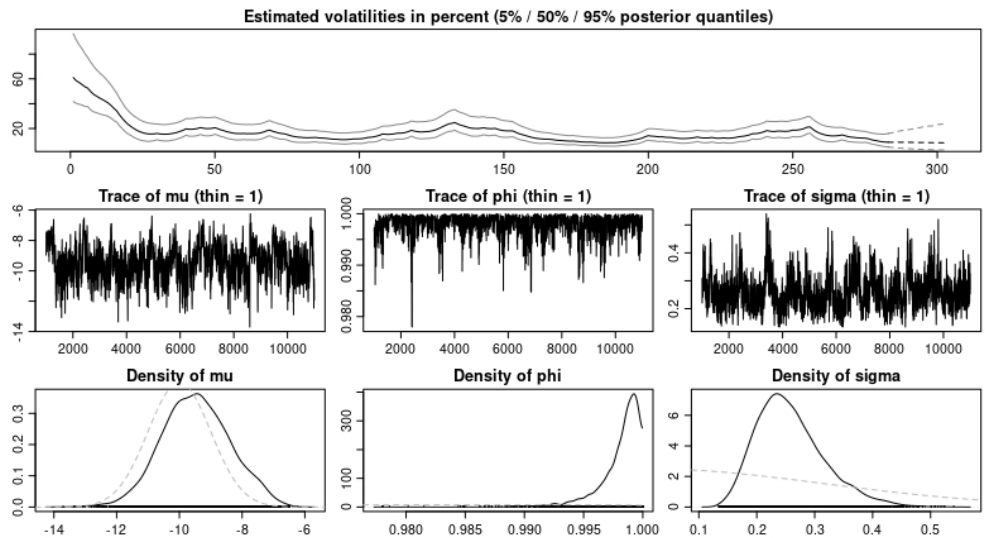 Estimated volatilities in percent (5% / 50% / 95% posterior quantiles)
20 60
0 50 100 150 200 250 300
Trace of mu (thin = 1) Trace of phi (thin = 1) Trace of sigma (thin = 1)
-14 -10 -8 -6
0.980 0.990 1.000
0.2 0.4
2000 4000 6000 8000 10000 2000 4000 6000 8000 10000 2000 4000 6000 8000 10000
Density of mu Density of phi Density of sigma
0.0 0.1 0.2 0.3
0 100 300
0 2 4 6
-14 -12 -10 -8 -6 0.980 0.985 0.990 0.995 1.000 0.1 0.2 0.3 0.4 0.5